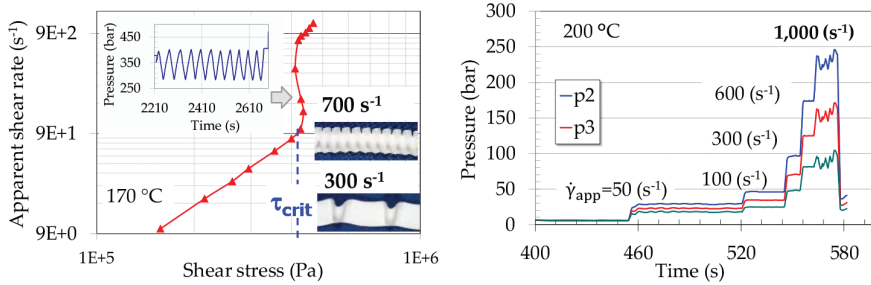 Apparent shear rate (s⁻¹)
9E+2
9E+1
9E+0
1E+5
1E+6
Shear stress (Pa)
Pressure (bar)
450
350
250
2210
2410
2610
Time (s)
700 s⁻¹
300 s⁻¹
τcrit
170 °C
Pressure (bar)
300
250
200
150
100
50
0
400
460
520
580
Time (s)
200 °C
1,000 (s⁻¹)
p2
p3
600 (s⁻¹)
300 (s⁻¹)
100 (s⁻¹)
γ̇app=50 (s⁻¹)